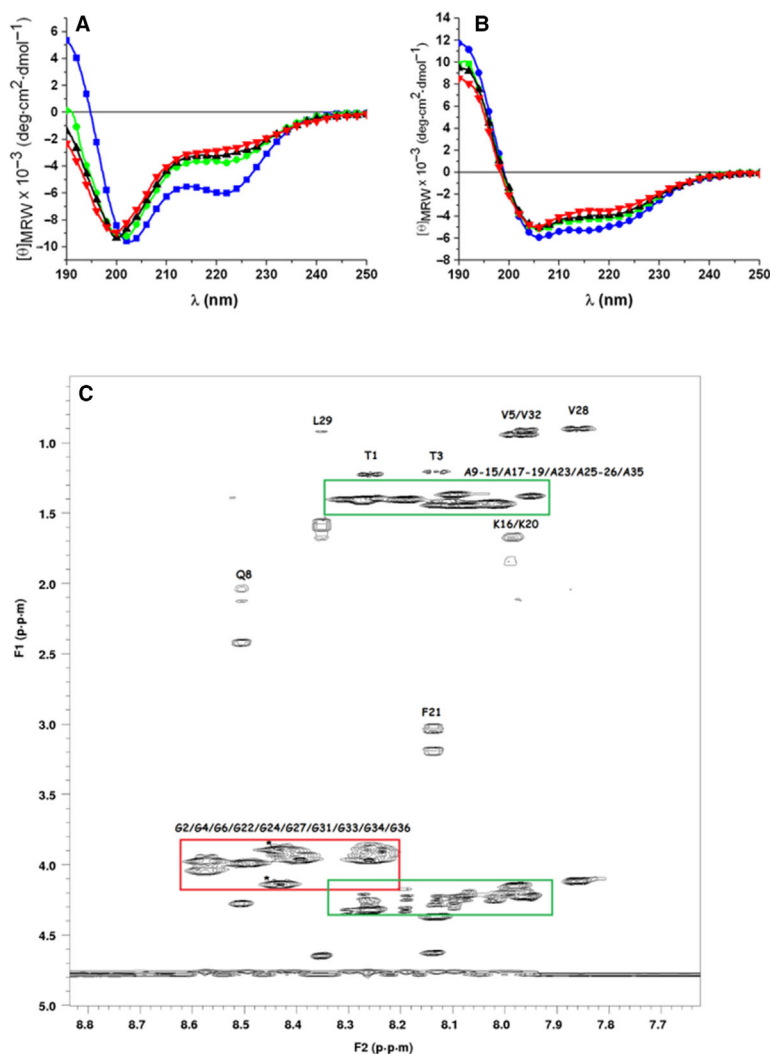 A
B
[θ]MRW × 10⁻³ (deg·cm²·dmol⁻¹)
4
2
0
−2
−4
−6
−8
−10
190 200 210 220 230 240 250
λ (nm)
[θ]MRW × 10⁻³ (deg·cm²·dmol⁻¹)
14
12
10
8
6
4
2
0
−2
−4
−6
−8
−10
190 200 210 220 230 240 250
λ (nm)
C
L29
V5/V32
V28
T1
T3
A9-15/A17-19/A23/A25-26/A35
K16/K20
Q8
F21
G2/G4/G6/G22/G24/G27/G31/G33/G34/G36
*
*
F1 (p·p·m)
1.0
1.5
2.0
2.5
3.0
3.5
4.0
4.5
5.0
8.8 8.7 8.6 8.5 8.4 8.3 8.2 8.1 8.0 7.9 7.8 7.7
F2 (p·p·m)